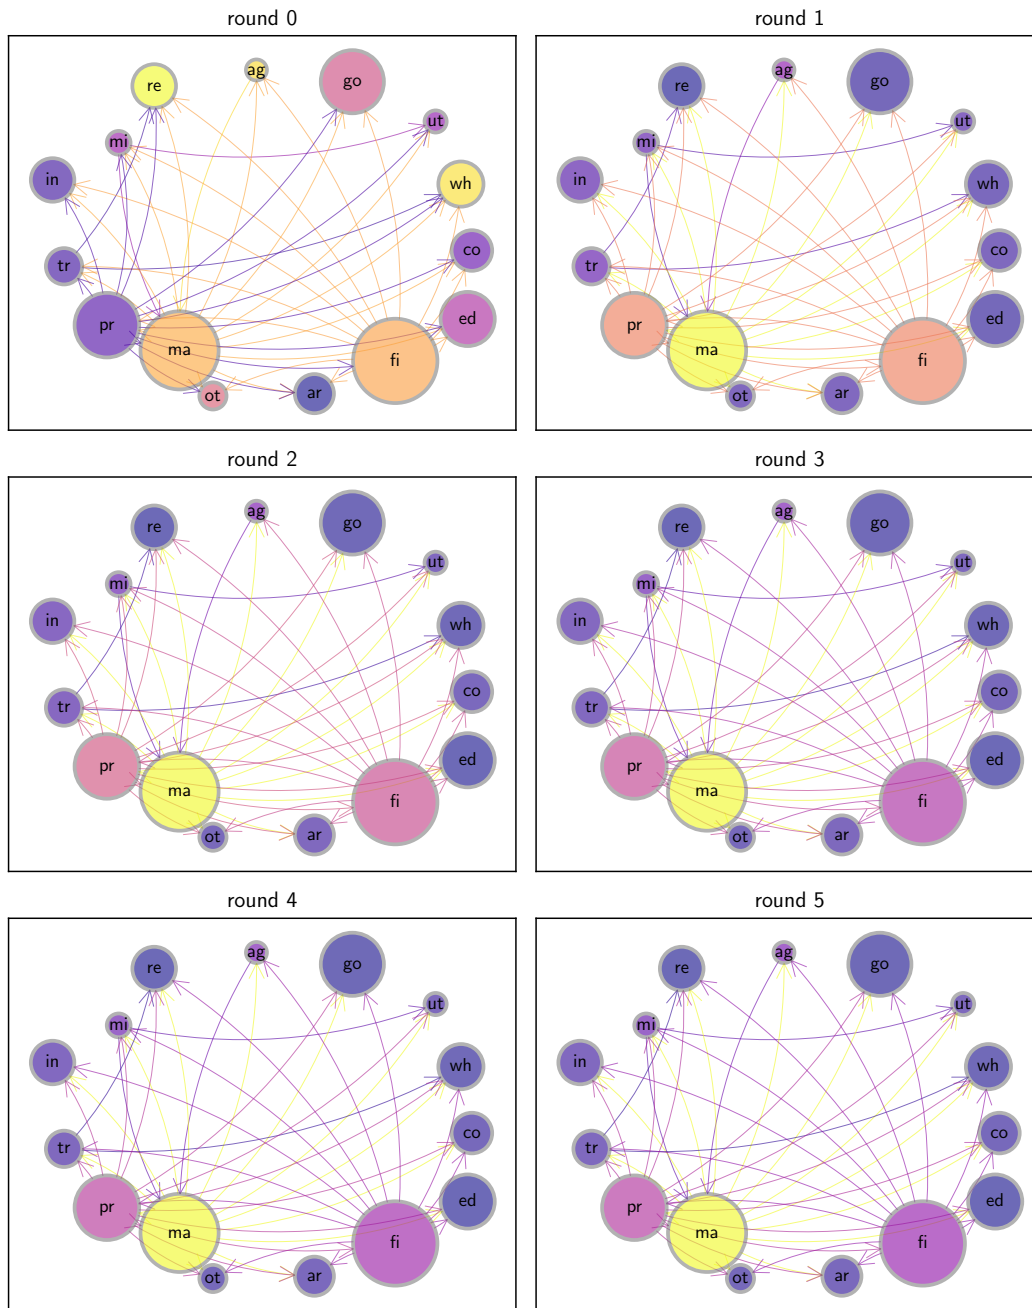 round 0
round 1
ag
go
re
ut
mi
in
wh
co
tr
ed
pr
ma
fi
ar
ot
ag
go
re
ut
mi
in
wh
co
tr
ed
pr
ma
fi
ar
ot
round 2
round 3
ag
go
re
ut
mi
in
wh
co
tr
ed
pr
ma
fi
ar
ot
ag
go
re
ut
mi
in
wh
co
tr
ed
pr
ma
fi
ar
ot
round 4
round 5
ag
go
re
ut
mi
in
wh
co
tr
ed
pr
ma
fi
ar
ot
ag
go
re
ut
mi
in
wh
co
tr
ed
pr
ma
fi
ar
ot